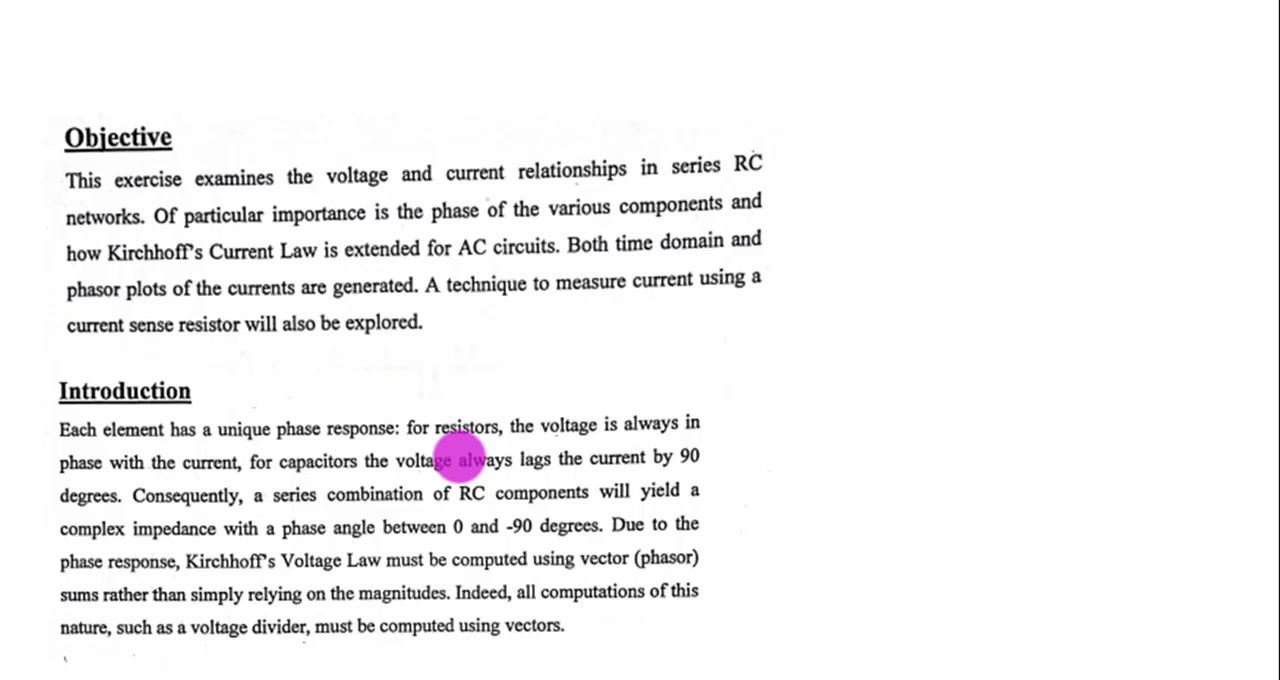 Objective
This exercise examines the voltage and current relationships in series RC
networks. Of particular importance is the phase of the various components and
how Kirchhoff's Current Law is extended for AC circuits. Both time domain and
phasor plots of the currents are generated. A technique to measure current using a
current sense resistor will also be explored.
Introduction
Each element has a unique phase response: for resistors, the voltage is always in
phase with the current, for capacitors the voltage always lags the current by 90
degrees. Consequently, a series combination of RC components will yield a
complex impedance with a phase angle between 0 and -90 degrees. Due to the
phase response, Kirchhoff's Voltage Law must be computed using vector (phasor)
sums rather than simply relying on the magnitudes. Indeed, all computations of this
nature, such as a voltage divider, must be computed using vectors.